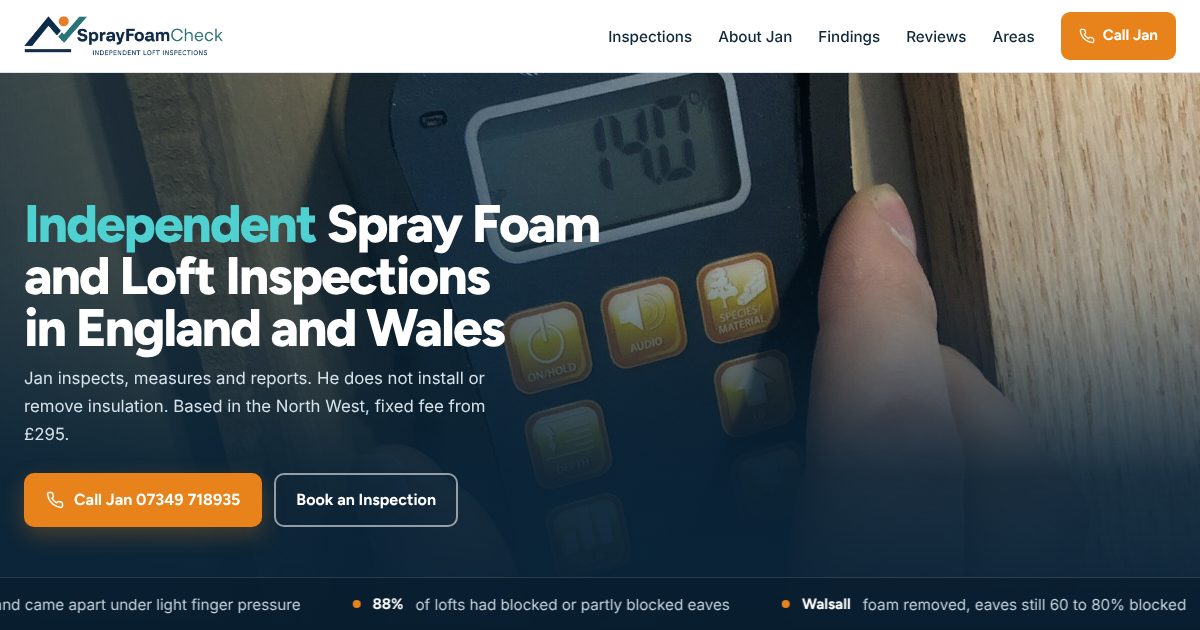 SprayFoamCheck
INDEPENDENT LOFT INSPECTIONS
Inspections
About Jan
Findings
Reviews
Areas
Call Jan
140°
ON/HOLD
AUDIO
SPECIES/
MATERIAL
DEPTH
Independent Spray Foam
and Loft Inspections
in England and Wales
Jan inspects, measures and reports. He does not install or
remove insulation. Based in the North West, fixed fee from
£295.
Call Jan 07349 718935
Book an Inspection
and came apart under light finger pressure
88% of lofts had blocked or partly blocked eaves
Walsall foam removed, eaves still 60 to 80% blocked